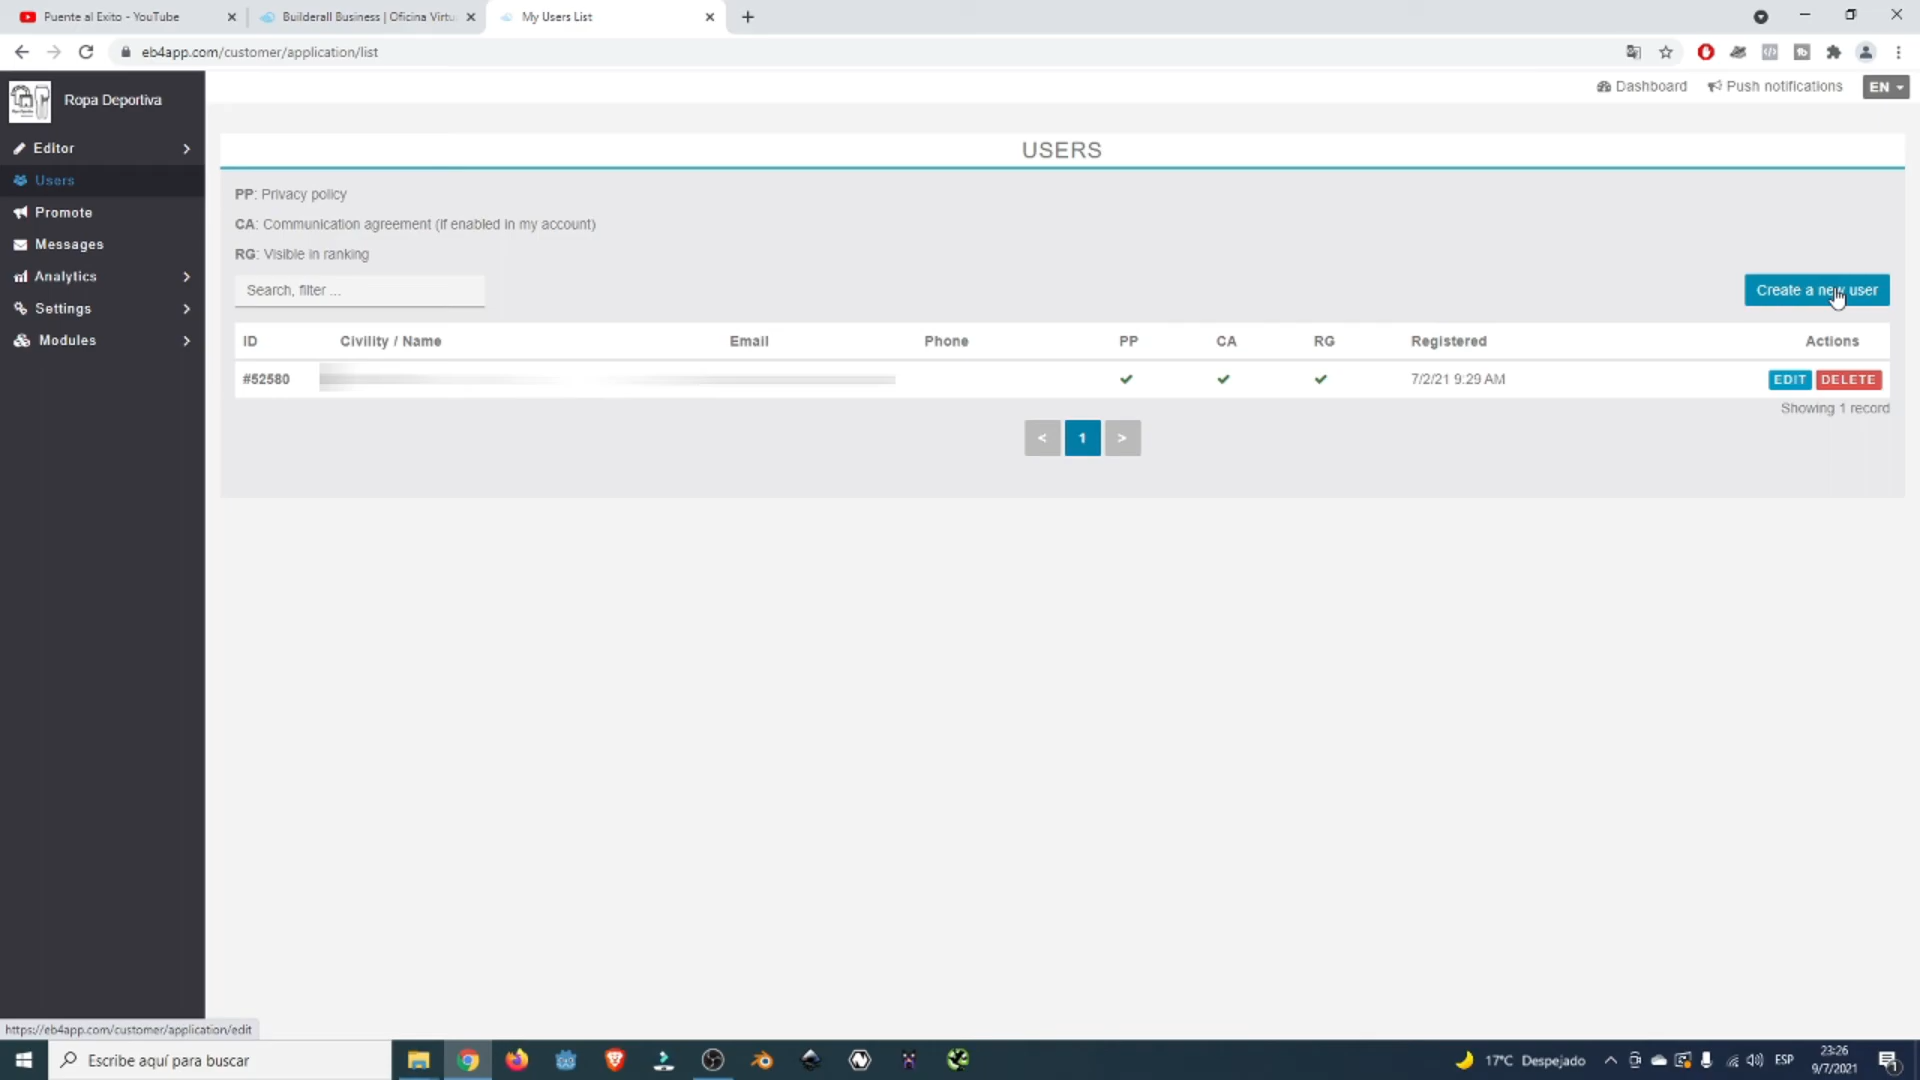 Puente al Exito - YouTube
Builderall Business | Oficina Virtu
My Users List
eb4app.com/customer/application/list
Ropa Deportiva
Dashboard
Push notifications
EN
Editor
Users
Promote
Messages
Analytics
Settings
Modules
USERS
PP: Privacy policy
CA: Communication agreement (if enabled in my account)
RG: Visible in ranking
Search, filter ...
Create a new user
ID Civility / Name Email Phone PP CA RG Registered Actions
#52580 7/2/21 9:29 AM EDIT DELETE
Showing 1 record
< 1 >
https://eb4app.com/customer/application/edit
Escribe aquí para buscar
17°C Despejado
ESP
23:26
9/7/2021